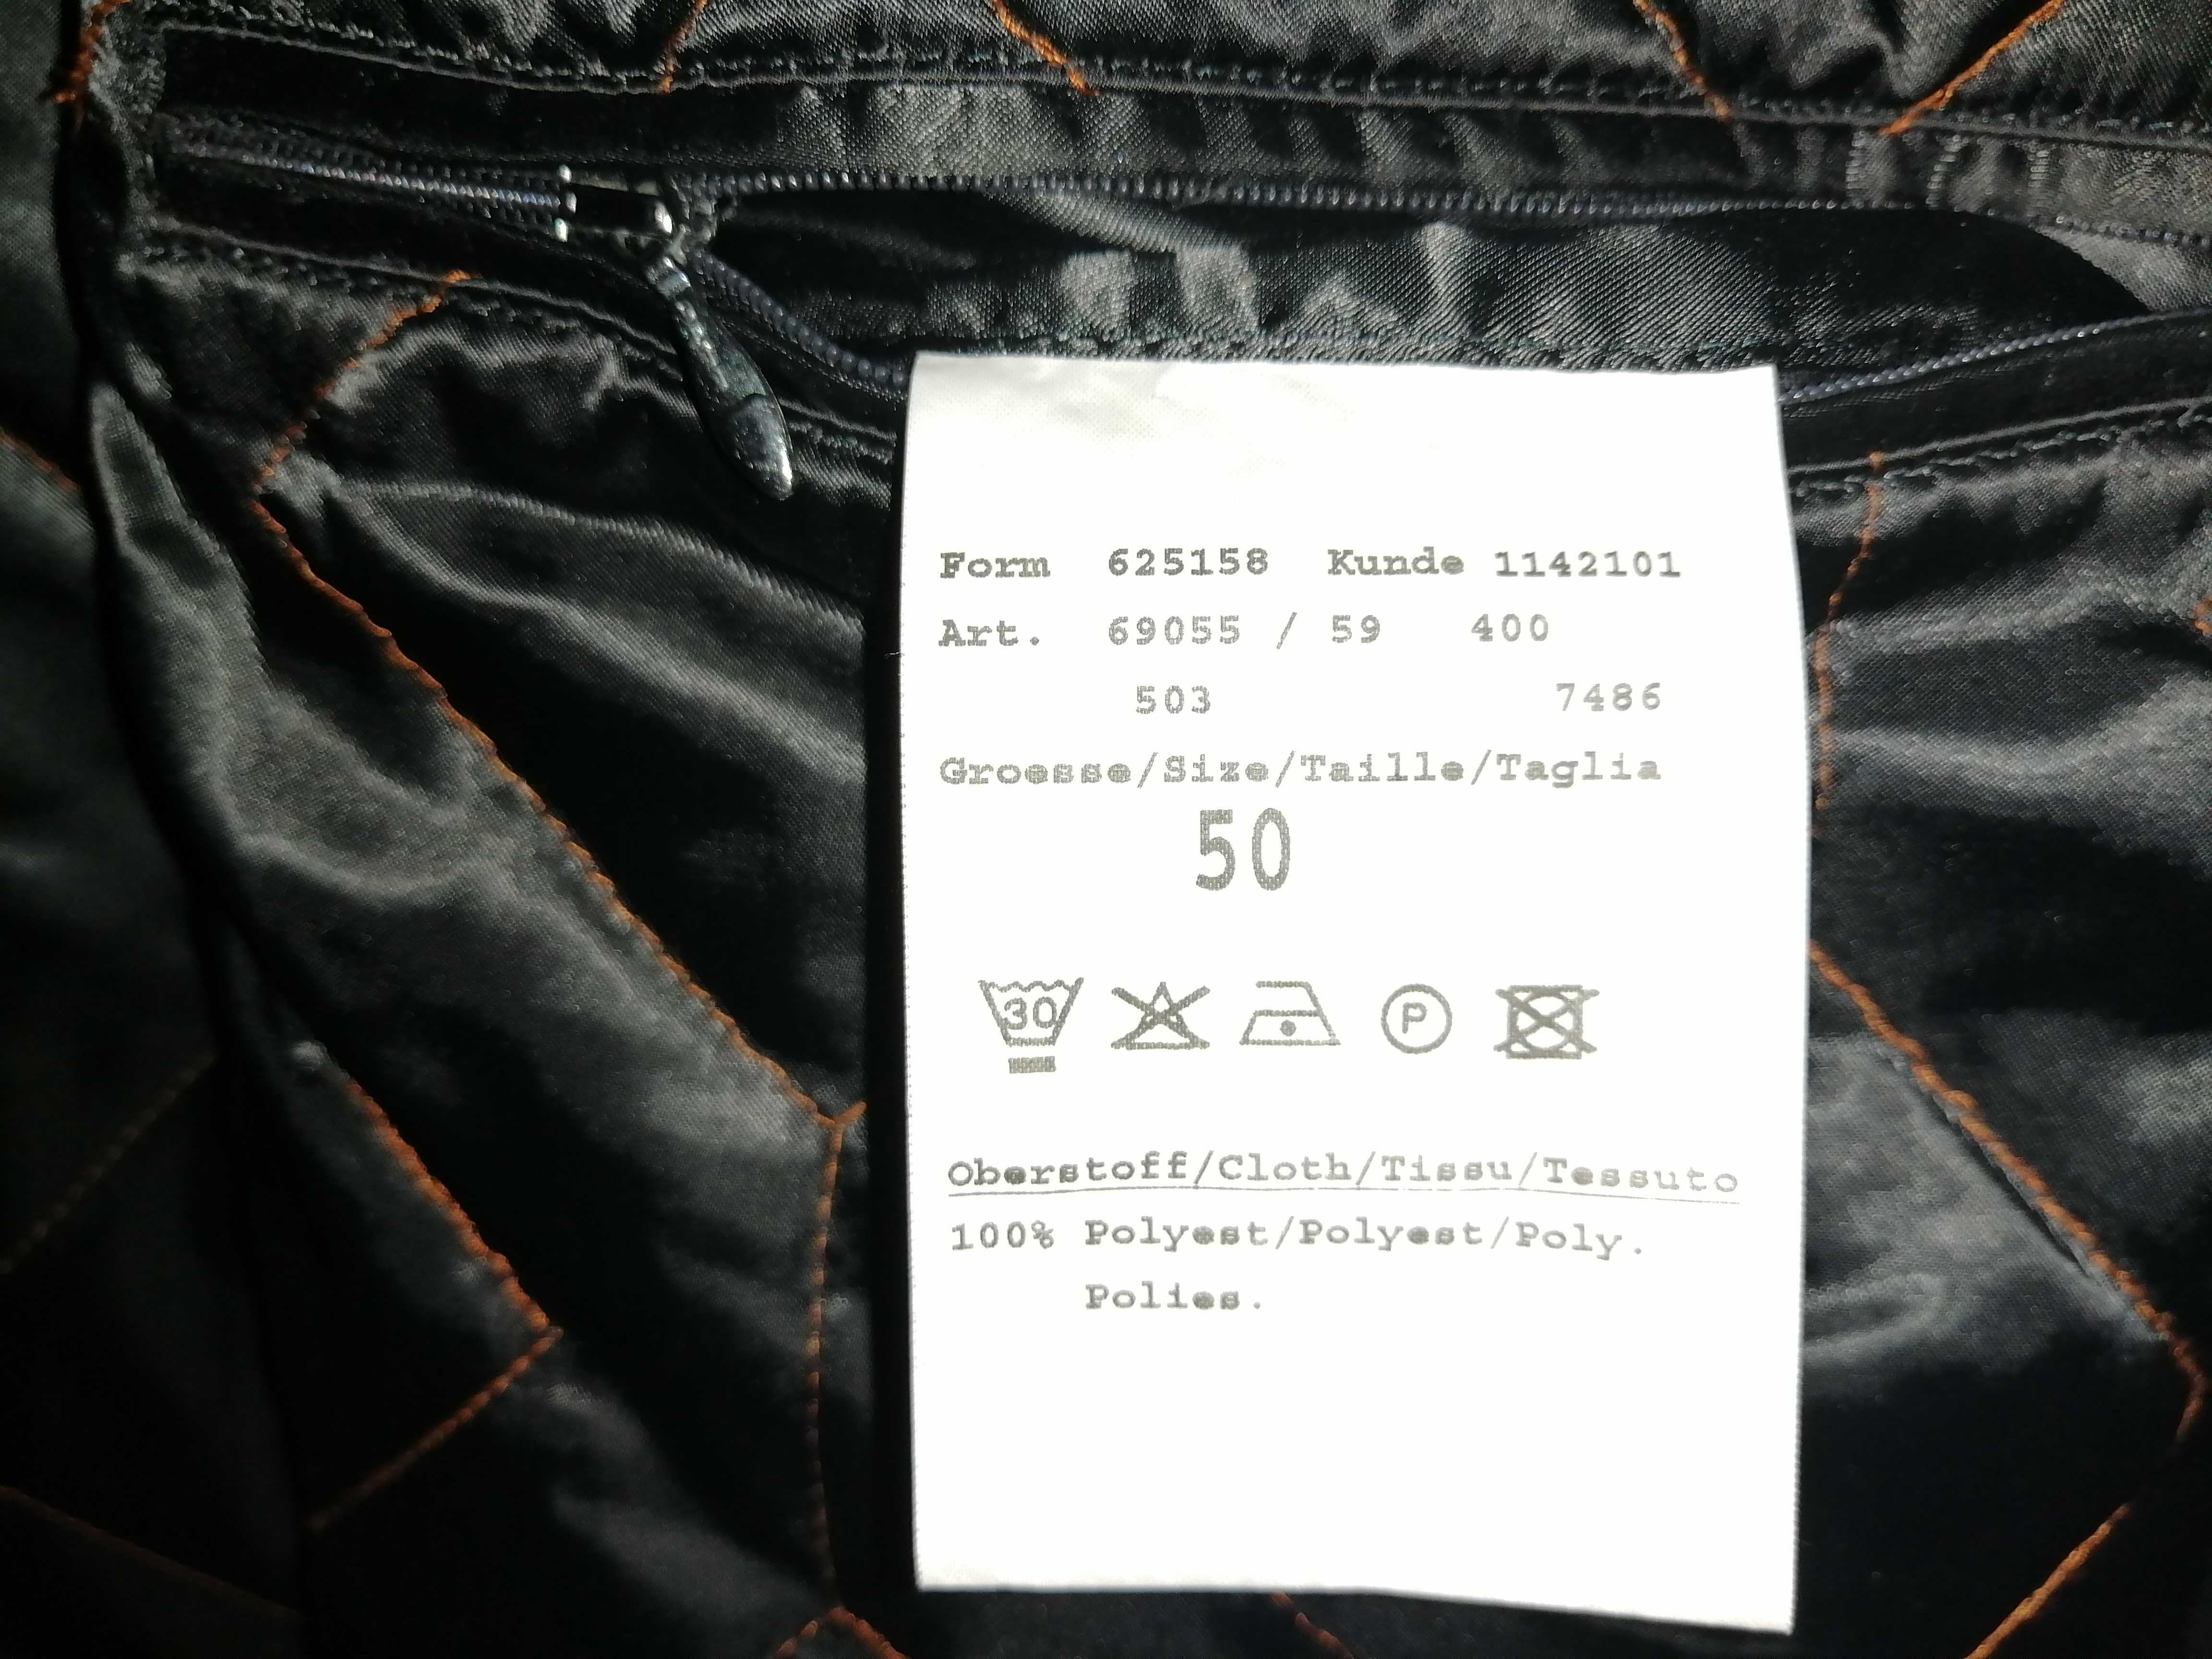 Form 625158 Kunde 1142101
Art. 69055 / 59 400
503 7486
Groesse/Size/Taille/Taglia
50
30
P
Oberstoff/Cloth/Tissu/Tessuto
100% Polyest/Polyest/Poly.
Polies.